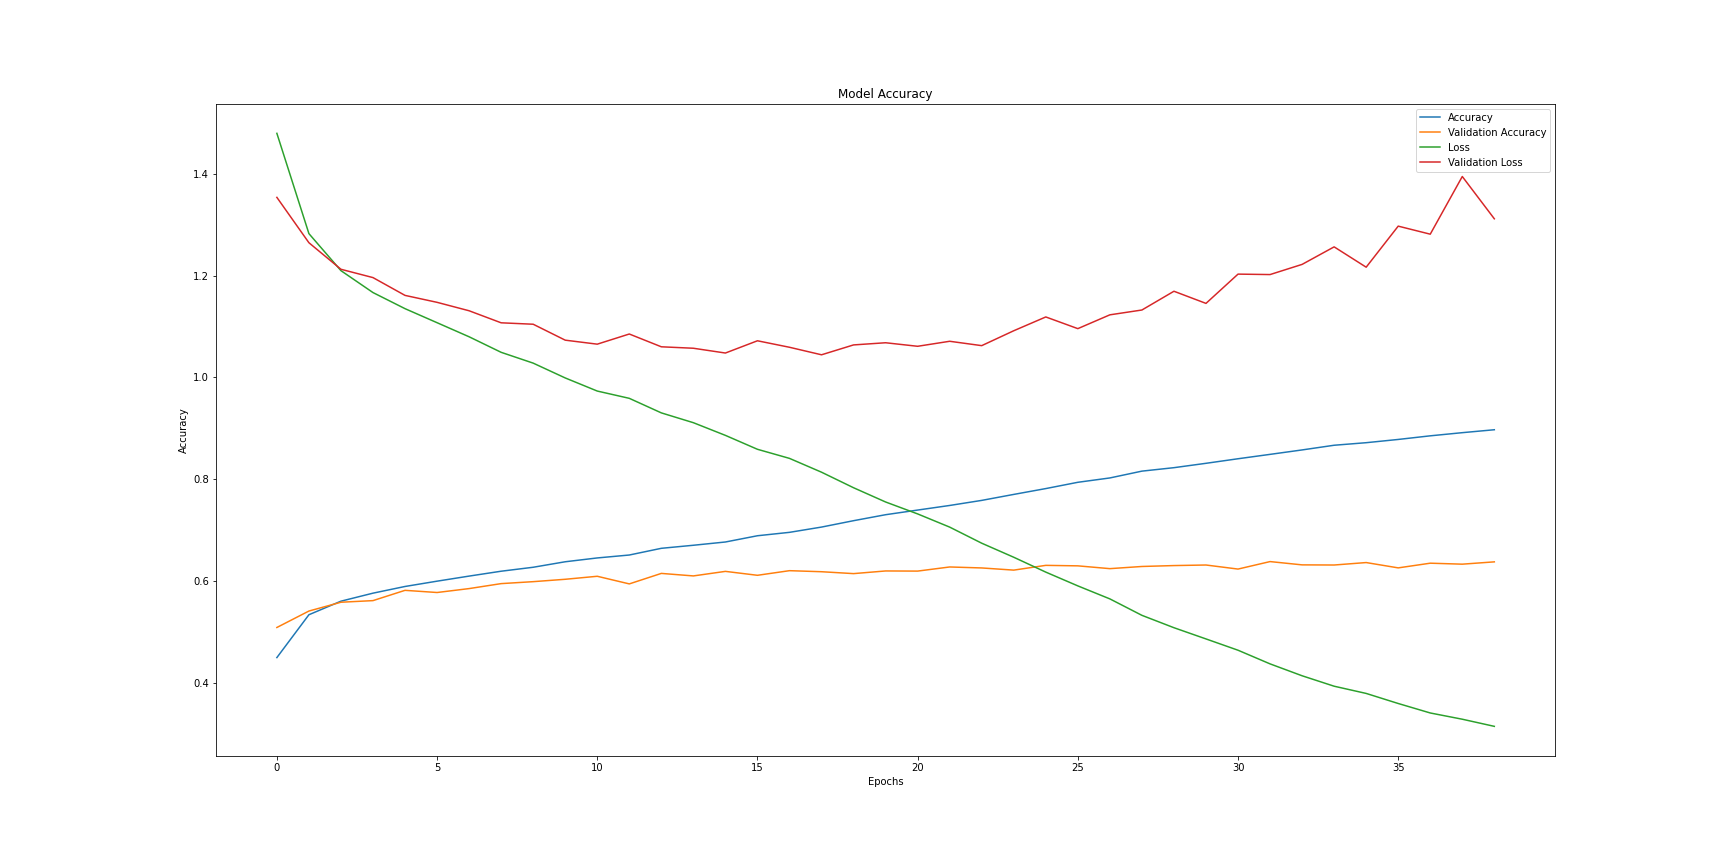 Model Accuracy
Accuracy
Validation Accuracy
Loss
Validation Loss
1.4
1.2
1.0
0.8
0.6
0.4
Accuracy
0 5 10 15 20 25 30 35
Epochs